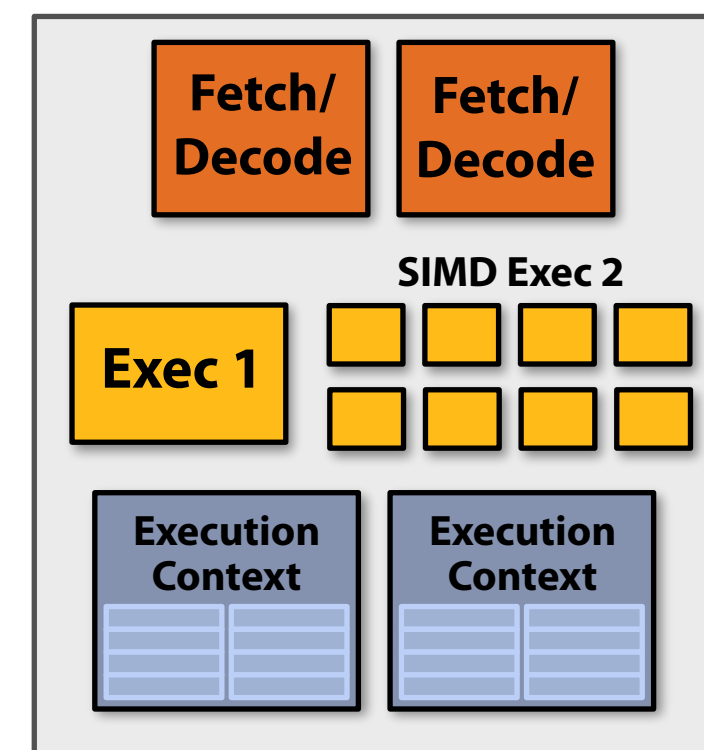 Fetch/
Decode
Fetch/
Decode
SIMD Exec 2
Exec 1
Execution
Context
Execution
Context